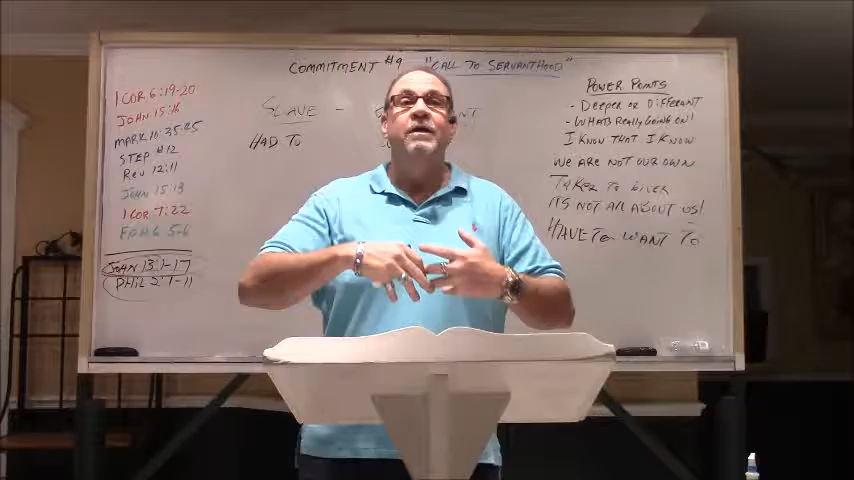 COMMITMENT #9 "CALL TO SERVANTHOOD"
1 COR 6:19-20
JOHN 15:16
MARK 10:35-45
STEP #12
REV 12:11
JOHN 15:13
1 COR 7:22
EPH 6:5-6
JOHN 13:1-17
PHIL 2:7-11
SLAVE -
HAD TO
POWER POINTS
- DEEPER OR DIFFERENT
- WHATS REALLY GOING ON!
I KNOW THAT I KNOW
WE ARE NOT OUR OWN
TAKER TO GIVER
ITS NOT ALL ABOUT US!
HAVE TO - WANT TO